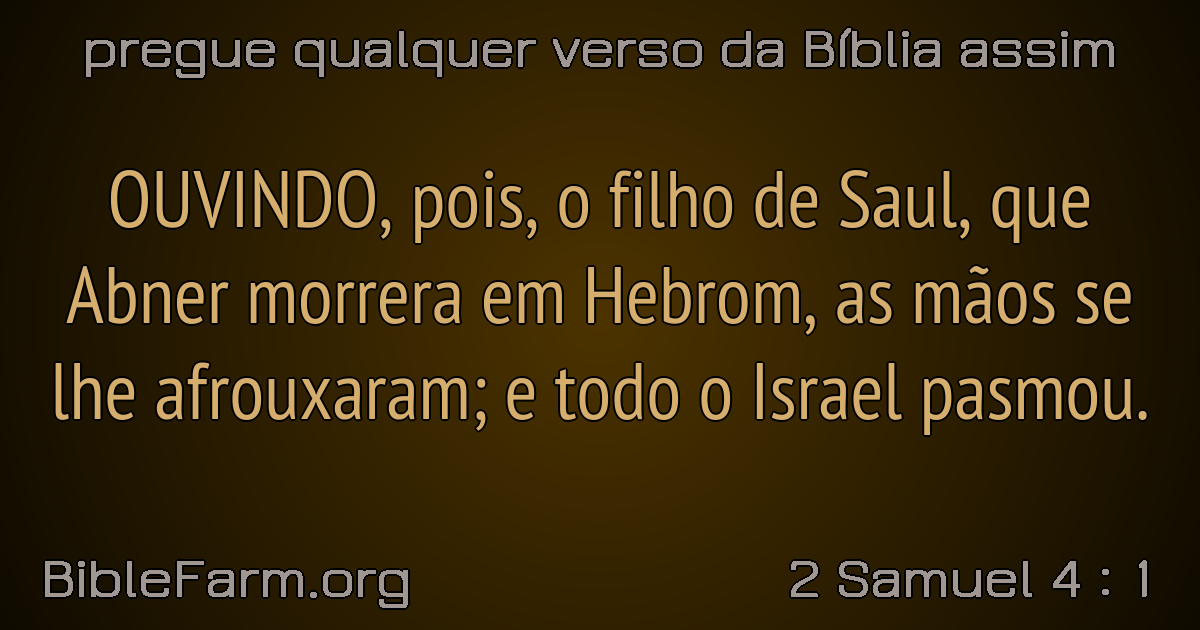 pregue qualquer verso da Bíblia assim
OUVINDO, pois, o filho de Saul, que
Abner morrera em Hebrom, as mãos se
lhe afrouxaram; e todo o Israel pasmou.
BibleFarm.org
2 Samuel 4 : 1